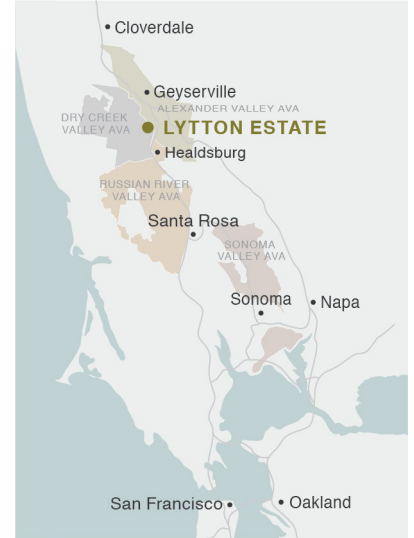 Cloverdale
Geyserville
ALEXANDER VALLEY AVA
DRY CREEK
VALLEY AVA
LYTTON ESTATE
Healdsburg
RUSSIAN RIVER
VALLEY AVA
Santa Rosa
SONOMA
VALLEY AVA
Sonoma
Napa
San Francisco
Oakland